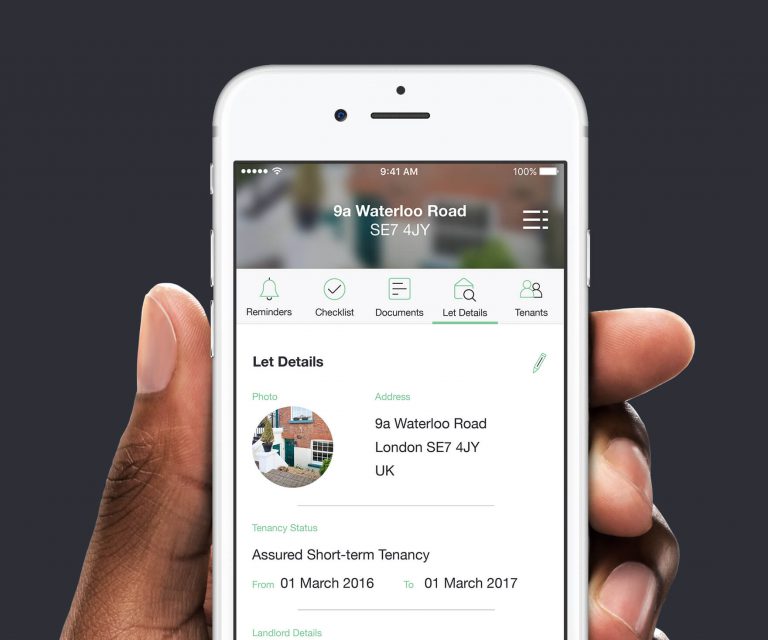 9:41 AM
100%
9a Waterloo Road
SE7 4JY
Reminders
Checklist
Documents
Let Details
Tenants
Let Details
Photo
Address
9a Waterloo Road
London SE7 4JY
UK
Tenancy Status
Assured Short-term Tenancy
From 01 March 2016 To 01 March 2017
Landlord Details